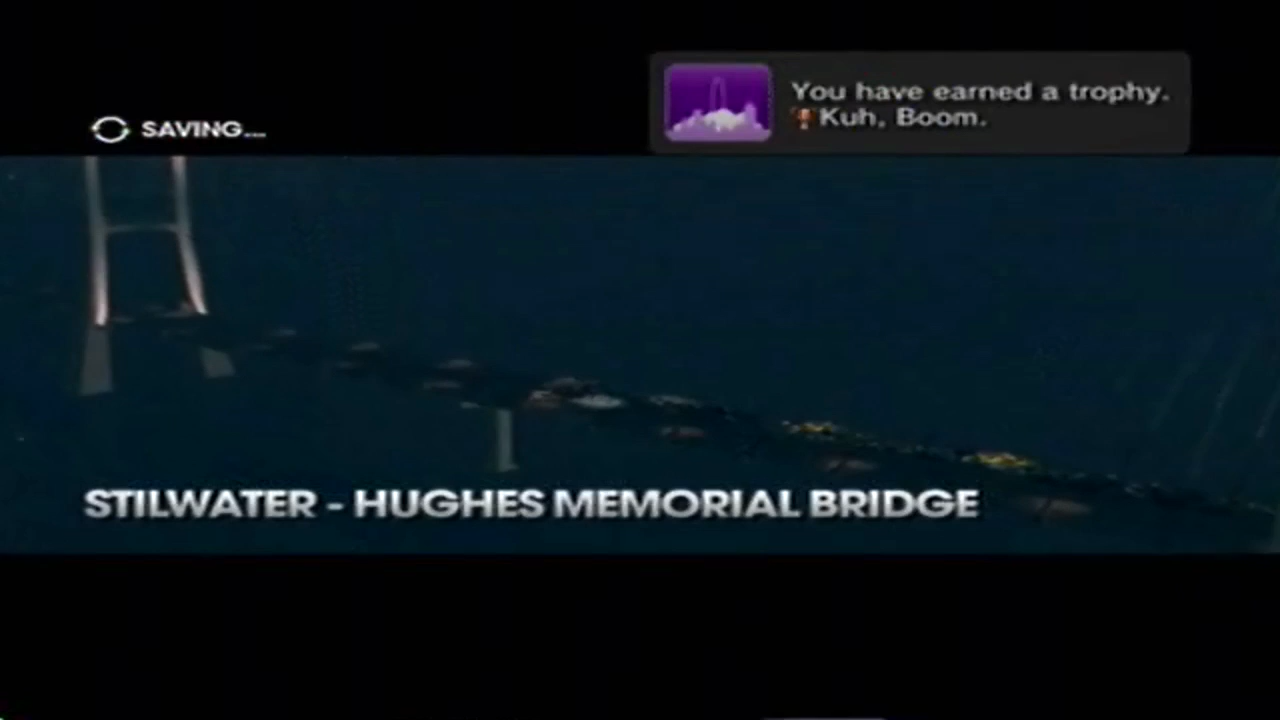 You have earned a trophy.
Kuh, Boom.
SAVING...
STILWATER - HUGHES MEMORIAL BRIDGE